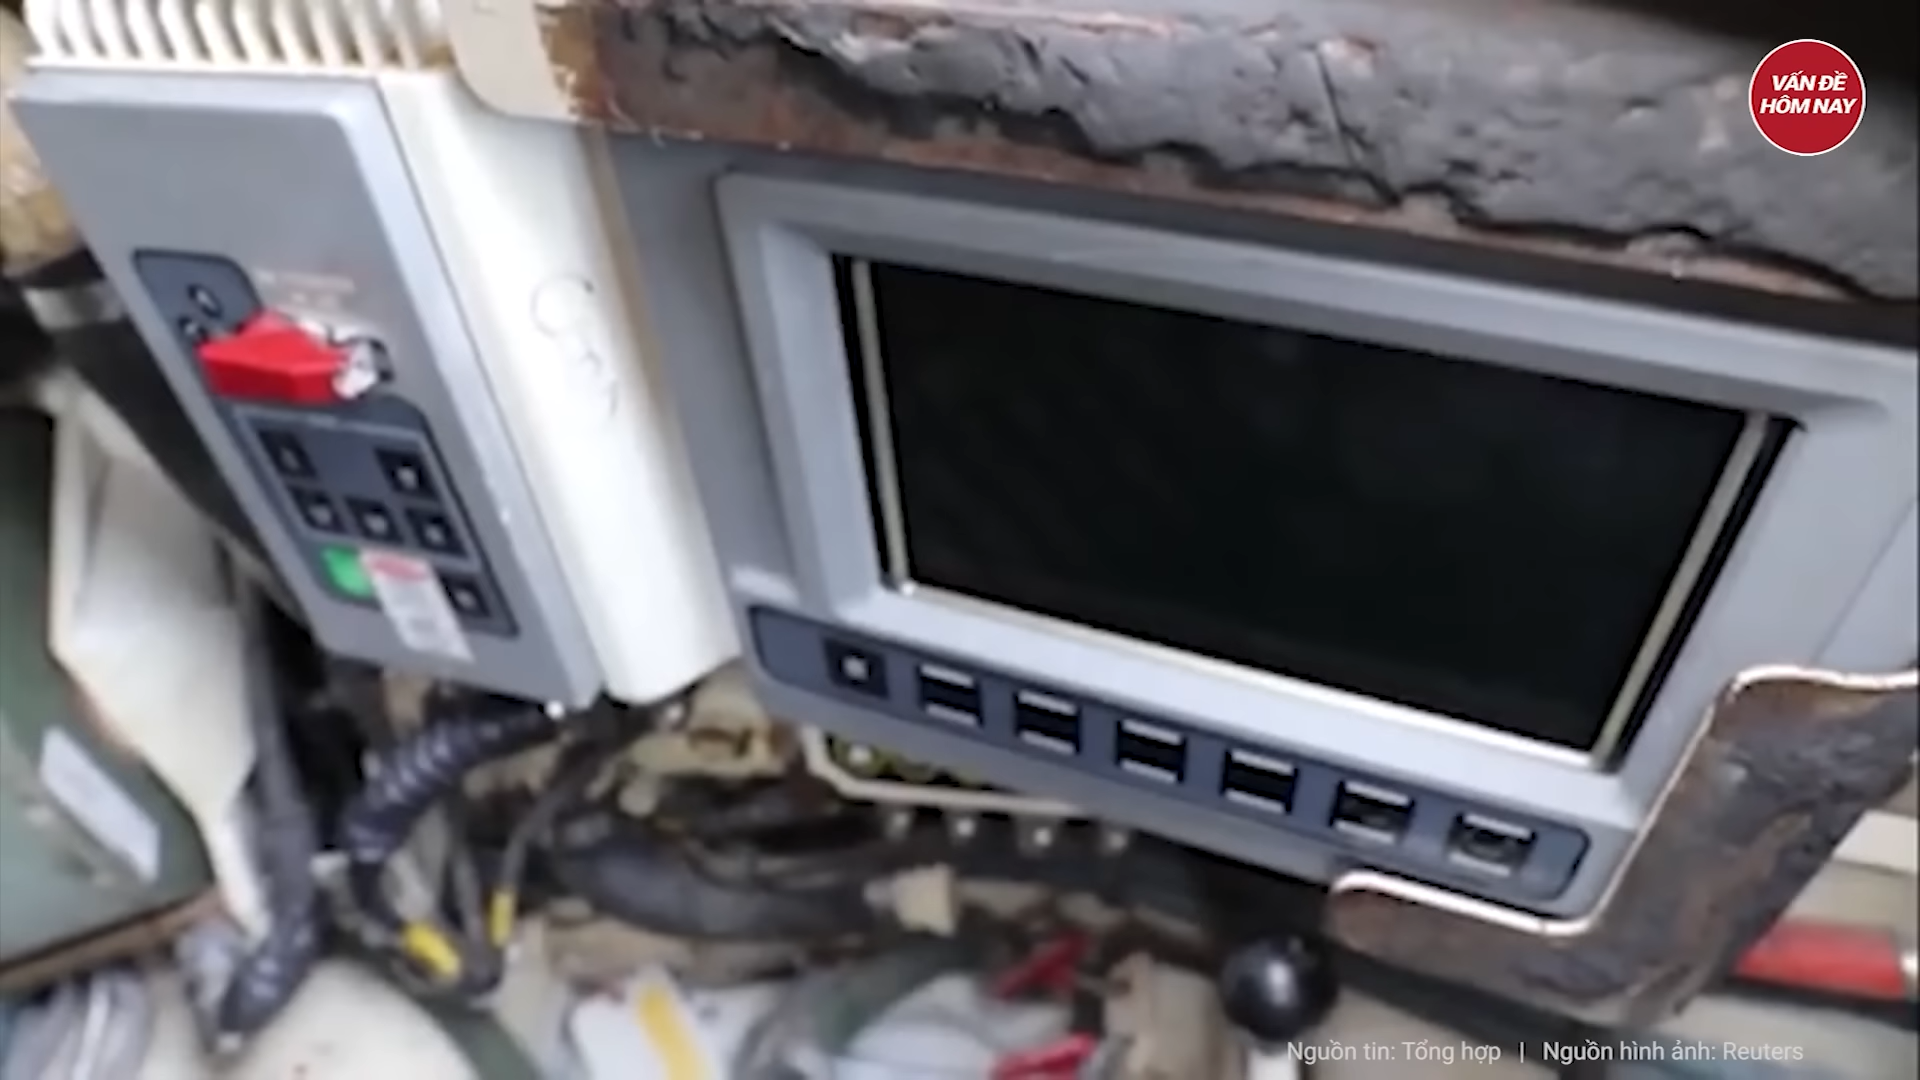 VẤN ĐỀ
HÔM NAY
Nguồn tin: Tổng hợp | Nguồn hình ảnh: Reuters